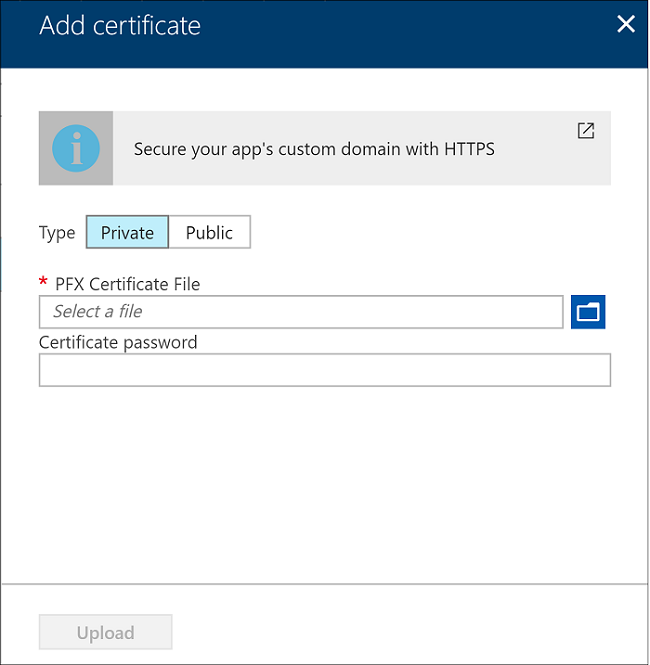 Add certificate
Secure your app's custom domain with HTTPS
Type Private Public
* PFX Certificate File
Select a file
Certificate password
Upload